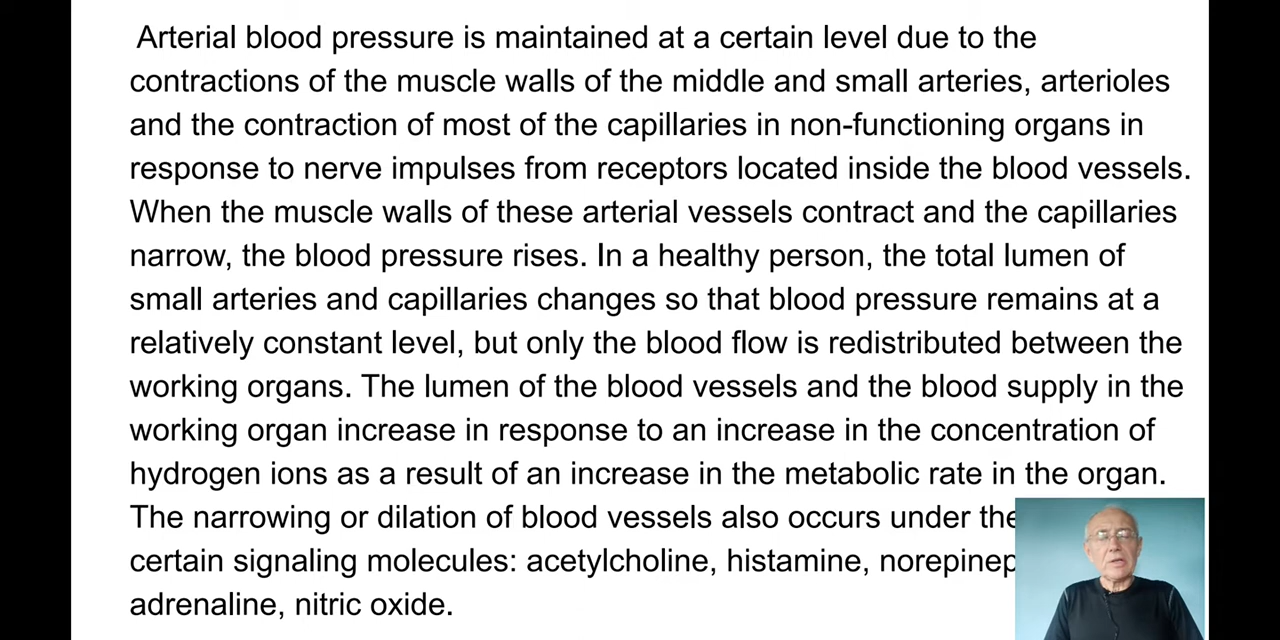 Arterial blood pressure is maintained at a certain level due to the
contractions of the muscle walls of the middle and small arteries, arterioles
and the contraction of most of the capillaries in non-functioning organs in
response to nerve impulses from receptors located inside the blood vessels.
When the muscle walls of these arterial vessels contract and the capillaries
narrow, the blood pressure rises. In a healthy person, the total lumen of
small arteries and capillaries changes so that blood pressure remains at a
relatively constant level, but only the blood flow is redistributed between the
working organs. The lumen of the blood vessels and the blood supply in the
working organ increase in response to an increase in the concentration of
hydrogen ions as a result of an increase in the metabolic rate in the organ.
The narrowing or dilation of blood vessels also occurs under the
certain signaling molecules: acetylcholine, histamine,
adrenaline, nitric oxide.